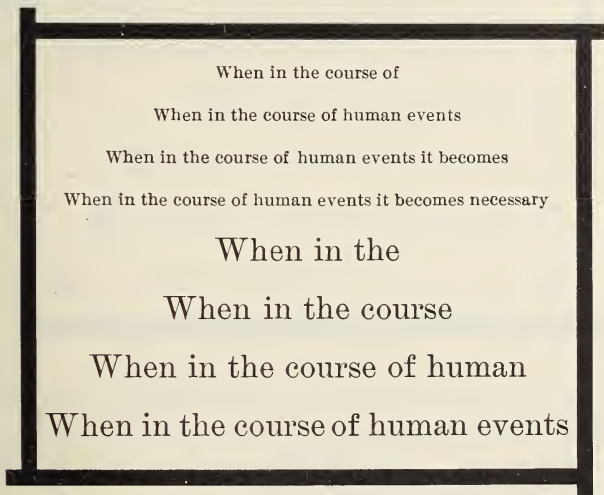 When in the course of
When in the course of human events
When in the course of human events it becomes
When in the course of human events it becomes necessary
When in the
When in the course
When in the course of human
When in the course of human events